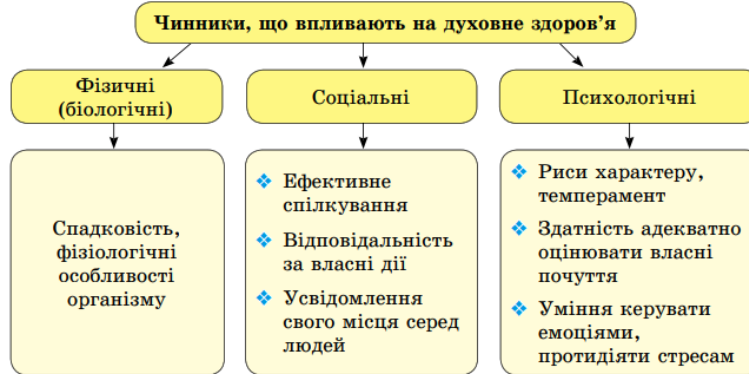 Чинники, що впливають на духовне здоров’я
Фізичні
(біологічні)
Соціальні
Психологічні
Спадковість,
фізіологічні
особливості
організму
Ефективне
спілкування
Відповідальність
за власні дії
Усвідомлення
свого місця серед
людей
Риси характеру,
темперамент
Здатність адекватно
оцінювати власні
почуття
Уміння керувати
емоціями,
протидіяти стресам